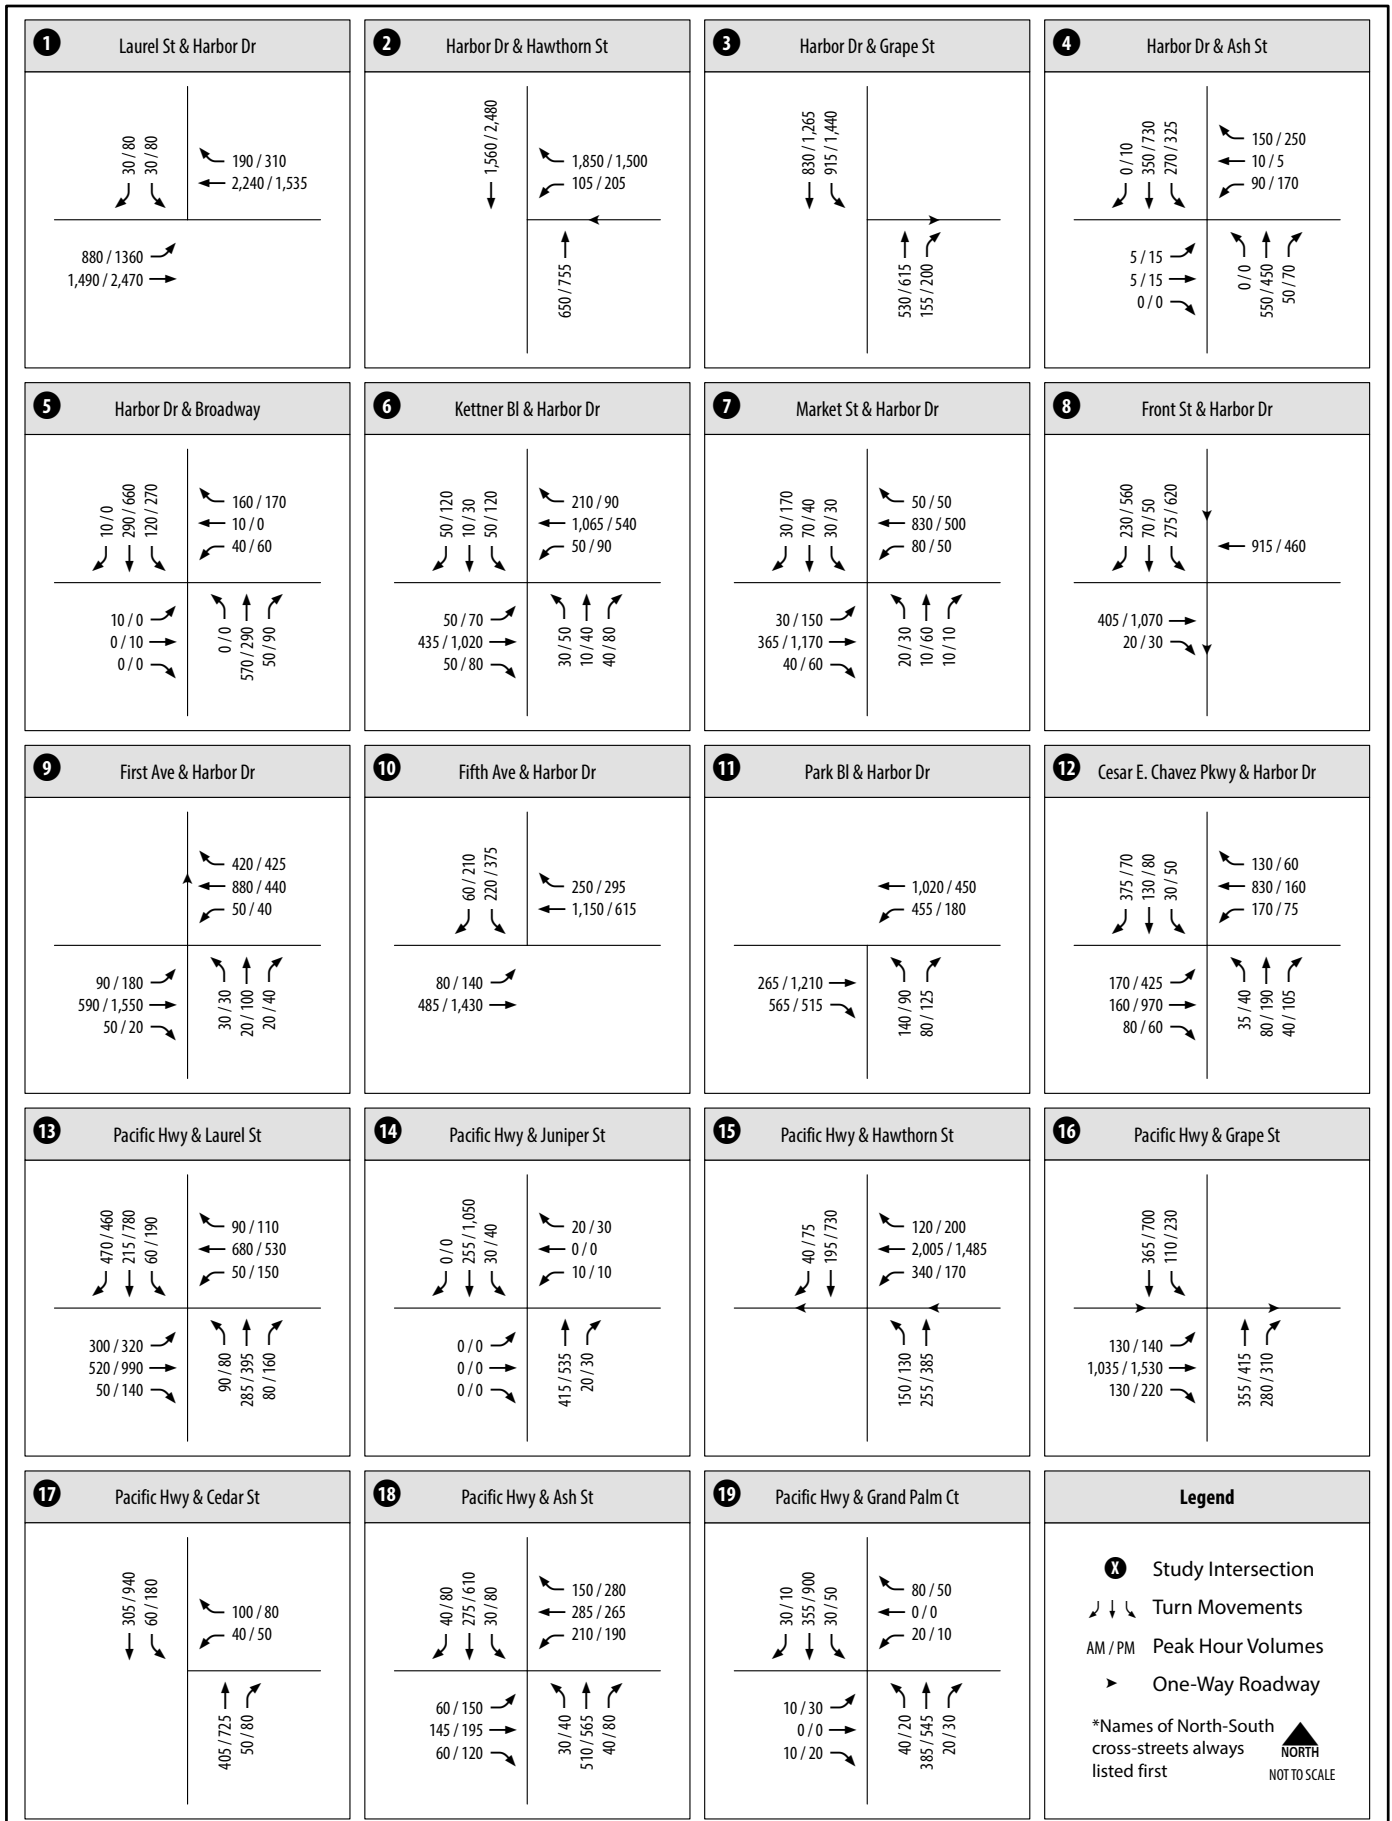 1 Laurel St & Harbor Dr
30 / 80
30 / 80
190 / 310
2,240 / 1,535
880 / 1360
1,490 / 2,470
2 Harbor Dr & Hawthorn St
1,560 / 2,480
1,850 / 1,500
105 / 205
650 / 755
3 Harbor Dr & Grape St
830 / 1,265
915 / 1,440
530 / 615
155 / 200
4 Harbor Dr & Ash St
0 / 10
350 / 730
270 / 325
150 / 250
10 / 5
90 / 170
5 / 15
5 / 15
0 / 0
0 / 0
550 / 450
50 / 70
5 Harbor Dr & Broadway
10 / 0
290 / 660
120 / 270
160 / 170
10 / 0
40 / 60
10 / 0
0 / 10
0 / 0
0 / 0
570 / 290
50 / 90
6 Kettner Bl & Harbor Dr
50 / 120
10 / 30
50 / 120
210 / 90
1,065 / 540
50 / 90
50 / 70
435 / 1,020
50 / 80
30 / 50
10 / 40
40 / 80
7 Market St & Harbor Dr
30 / 170
70 / 40
30 / 30
50 / 50
830 / 500
80 / 50
30 / 150
365 / 1,170
40 / 60
20 / 30
10 / 60
10 / 10
8 Front St & Harbor Dr
230 / 560
70 / 50
275 / 620
915 / 460
405 / 1,070
20 / 30
9 First Ave & Harbor Dr
420 / 425
880 / 440
50 / 40
90 / 180
590 / 1,550
50 / 20
30 / 30
20 / 100
20 / 40
10 Fifth Ave & Harbor Dr
60 / 210
220 / 375
250 / 295
1,150 / 615
80 / 140
485 / 1,430
11 Park Bl & Harbor Dr
1,020 / 450
455 / 180
265 / 1,210
565 / 515
140 / 90
80 / 125
12 Cesar E. Chavez Pkwy & Harbor Dr
375 / 70
130 / 80
30 / 50
130 / 60
830 / 160
170 / 75
170 / 425
160 / 970
80 / 60
35 / 40
80 / 190
40 / 105
13 Pacific Hwy & Laurel St
470 / 460
215 / 780
60 / 190
90 / 110
680 / 530
50 / 150
300 / 320
520 / 990
50 / 140
90 / 80
285 / 395
80 / 160
14 Pacific Hwy & Juniper St
0 / 0
255 / 1,050
30 / 40
20 / 30
0 / 0
10 / 10
0 / 0
0 / 0
0 / 0
415 / 535
20 / 30
15 Pacific Hwy & Hawthorn St
40 / 75
195 / 730
120 / 200
2,005 / 1,485
340 / 170
150 / 130
255 / 385
16 Pacific Hwy & Grape St
365 / 700
110 / 230
130 / 140
1,035 / 1,530
130 / 220
355 / 415
280 / 310
17 Pacific Hwy & Cedar St
305 / 940
60 / 180
100 / 80
40 / 50
405 / 725
50 / 80
18 Pacific Hwy & Ash St
40 / 80
275 / 610
30 / 80
150 / 280
285 / 265
210 / 190
60 / 150
145 / 195
60 / 120
30 / 40
510 / 565
40 / 80
19 Pacific Hwy & Grand Palm Ct
30 / 10
355 / 900
30 / 50
80 / 50
0 / 0
20 / 10
10 / 30
0 / 0
10 / 20
40 / 20
385 / 545
20 / 30
Legend
X Study Intersection
Turn Movements
AM / PM Peak Hour Volumes
One-Way Roadway
*Names of North-South
cross-streets always
listed first
NORTH
NOT TO SCALE